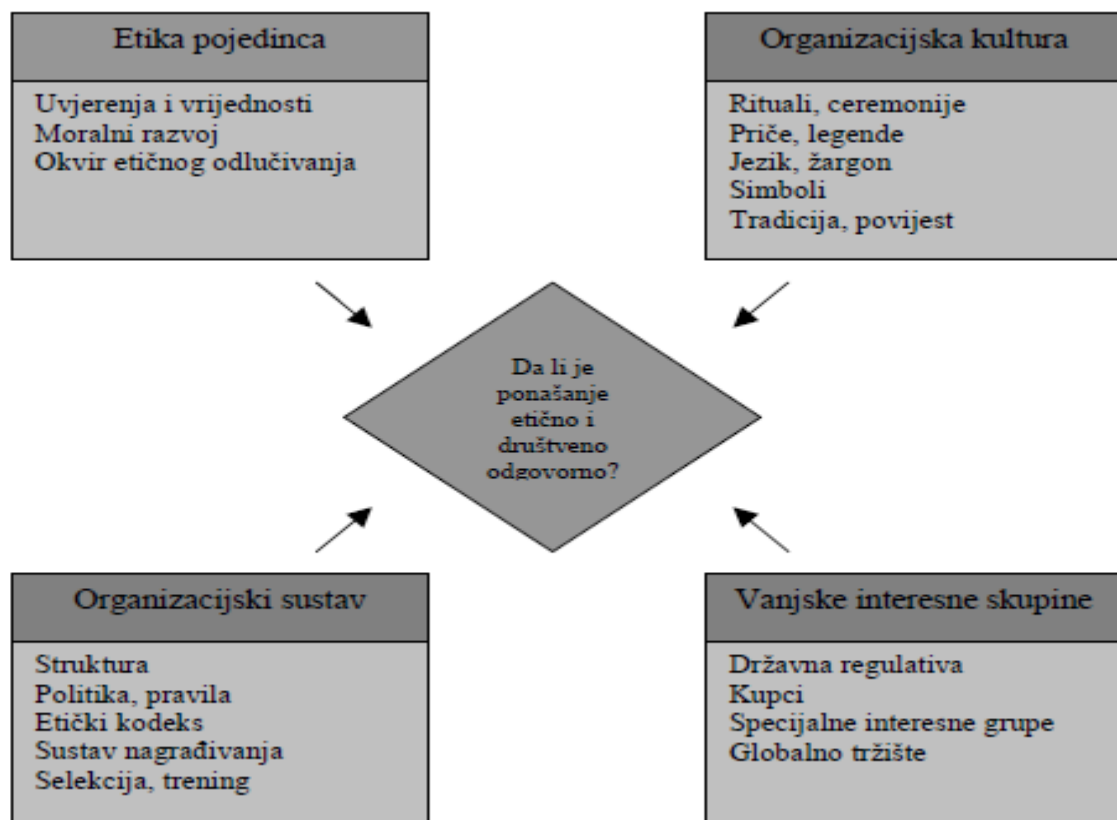 Etika pojedinca
Uvjerenja i vrijednosti
Moralni razvoj
Okvir etičnog odlučivanja
Organizacijska kultura
Rituali, ceremonije
Priče, legende
Jezik, žargon
Simboli
Tradicija, povijest
Da li je
ponašanje
etično i
društveno
odgovorno?
Organizacijski sustav
Struktura
Politika, pravila
Etički kodeks
Sustav nagrađivanja
Selekcija, trening
Vanjske interesne skupine
Državna regulativa
Kupci
Specijalne interesne grupe
Globalno tržište